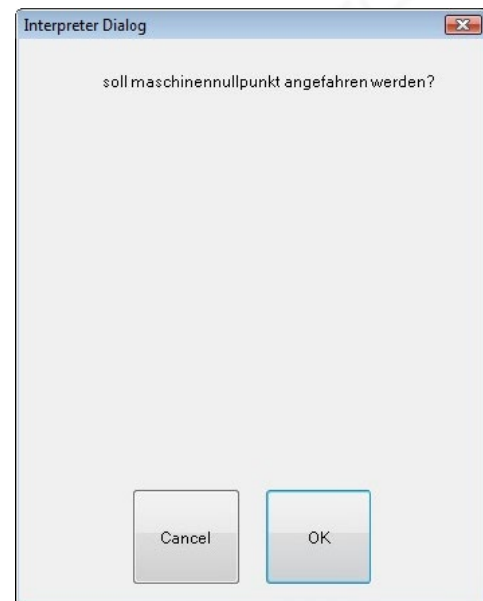 Interpreter Dialog
soll maschinennullpunkt angefahren werden?
Cancel
OK